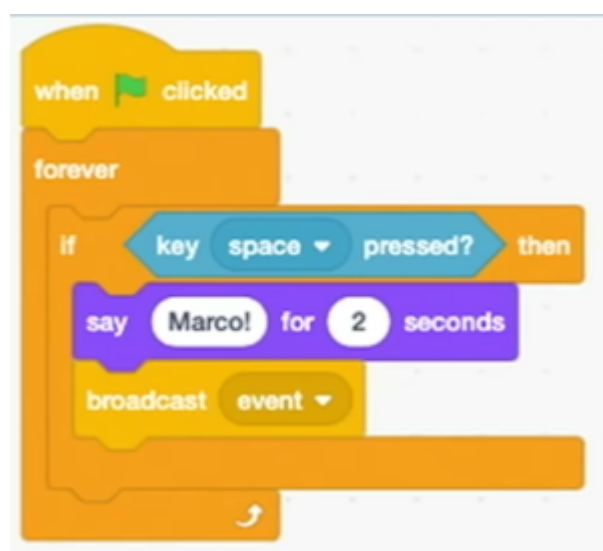 when clicked
forever
if key space pressed? then
say Marco! for 2 seconds
broadcast event